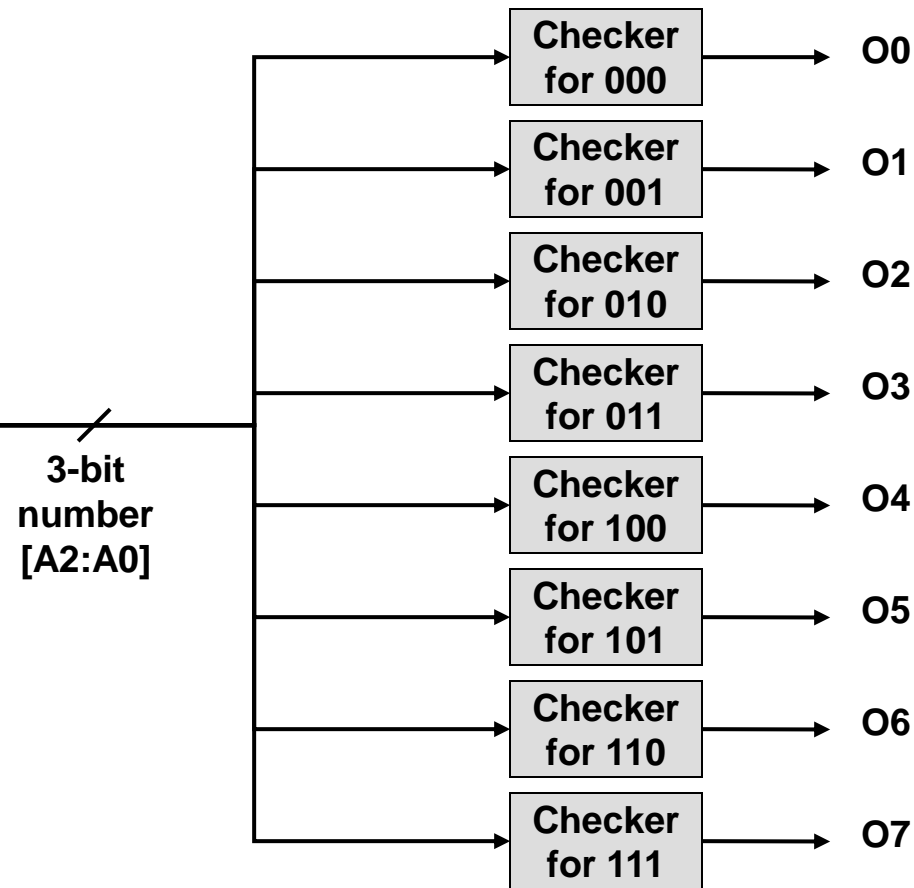 Checker
for 000
O0
Checker
for 001
O1
Checker
for 010
O2
Checker
for 011
O3
3-bit
number
[A2:A0]
Checker
for 100
O4
Checker
for 101
O5
Checker
for 110
O6
Checker
for 111
O7